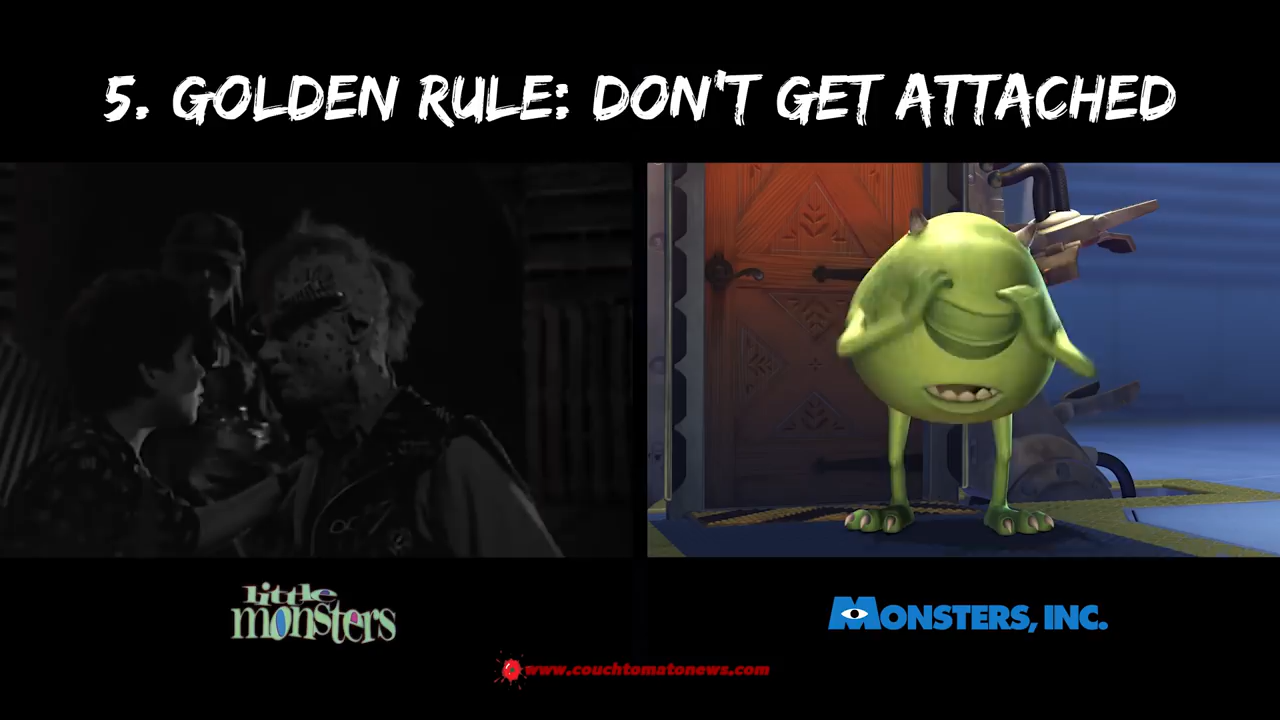 5. GOLDEN RULE: DON'T GET ATTACHED
little
monsters
MONSTERS, INC.
www.couchtomatonews.com